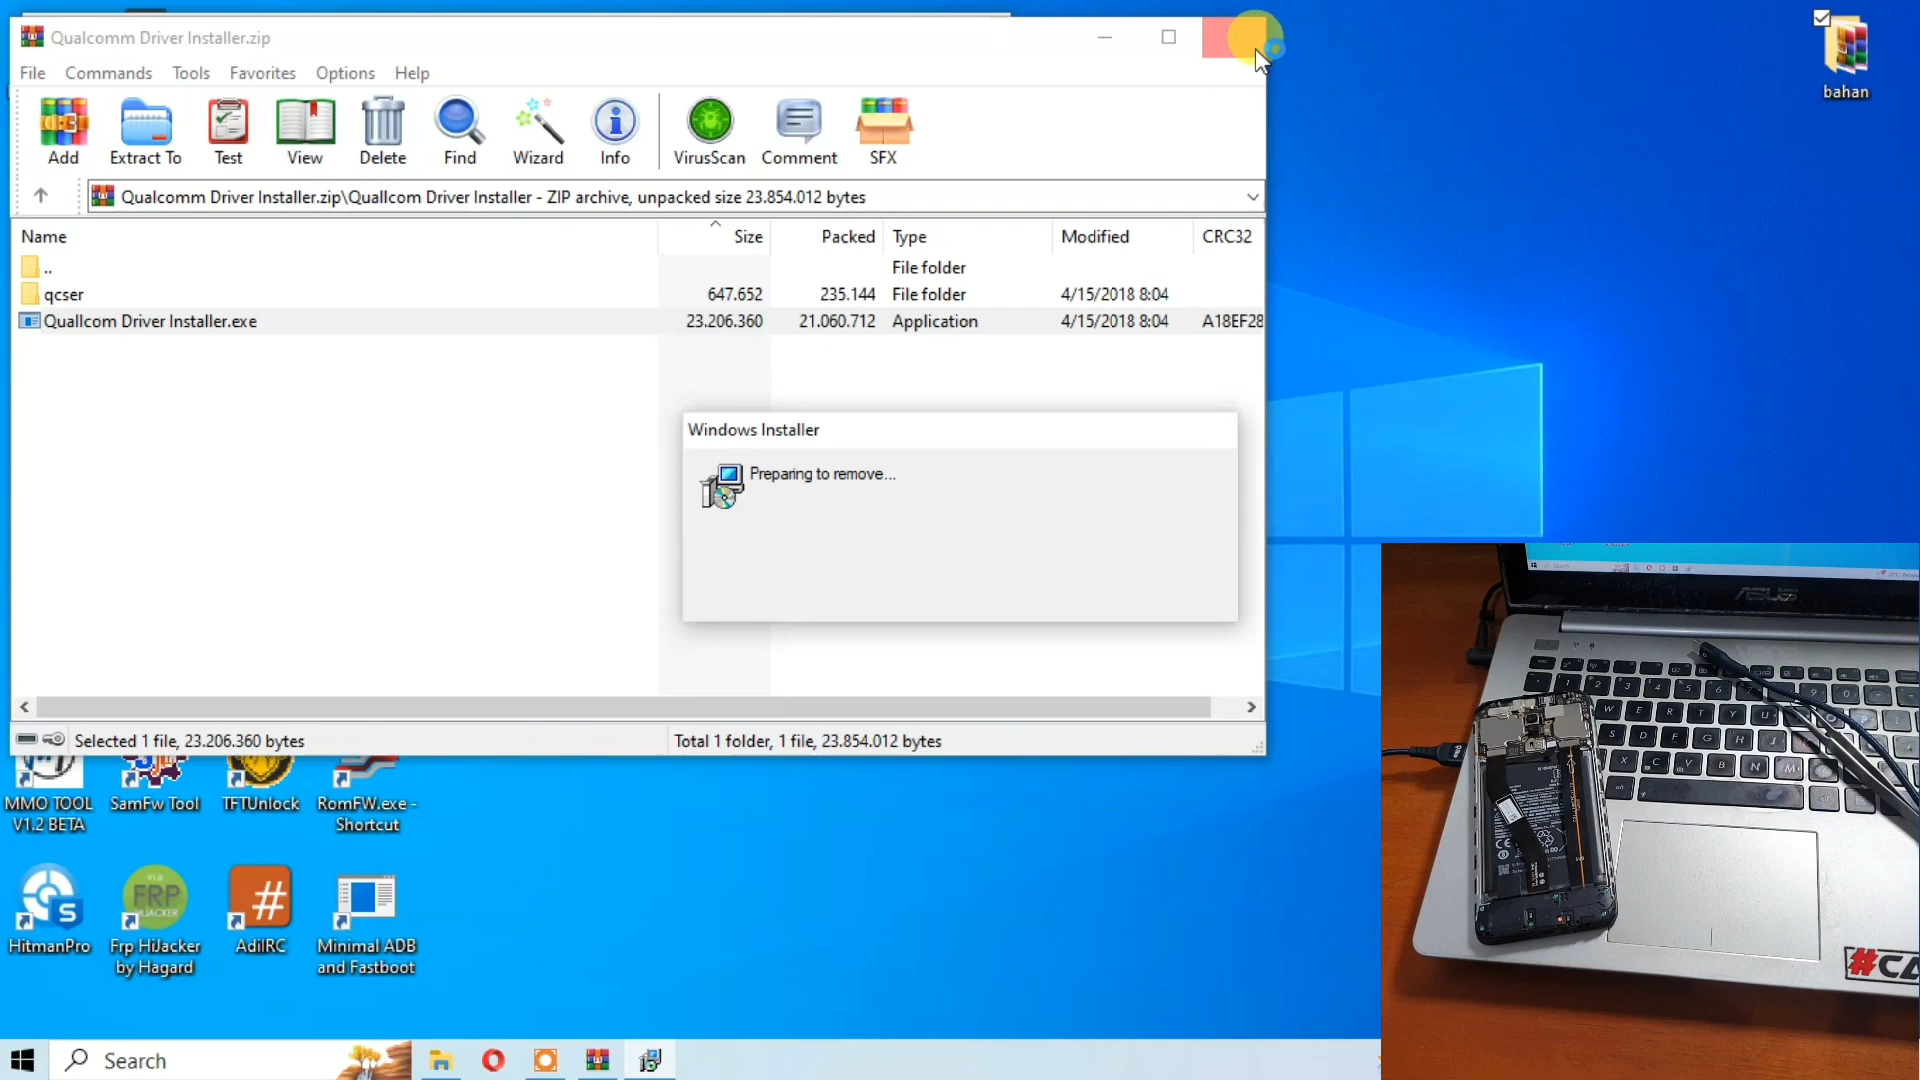 Qualcomm Driver Installer.zip
File Commands Tools Favorites Options Help
Add Extract To Test View Delete Find Wizard Info VirusScan Comment SFX
Qualcomm Driver Installer.zip\Quallcom Driver Installer - ZIP archive, unpacked size 23.854.012 bytes
Name Size Packed Type Modified CRC32
.. File folder
qcser 647.652 235.144 File folder 4/15/2018 8:04
Quallcom Driver Installer.exe 23.206.360 21.060.712 Application 4/15/2018 8:04 A18EF28
Windows Installer
Preparing to remove...
Selected 1 file, 23.206.360 bytes
Total 1 folder, 1 file, 23.854.012 bytes
bahan
MMO TOOL
V1.2 BETA
SamFw Tool
TFTUnlock
RomFW.exe -
Shortcut
HitmanPro
FRP
HIJACKER
Frp HiJacker
by Hagard
AdiIRC
Minimal ADB
and Fastboot
Search
ASUS
#CA